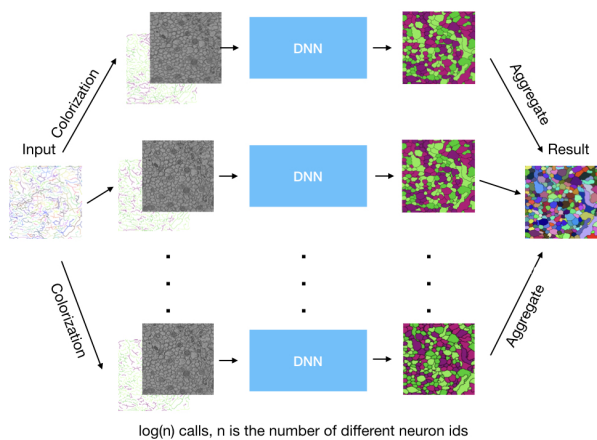 Colorization
DNN
Aggregate
Input
DNN
Result
Colorization
DNN
Aggregate
log(n) calls, n is the number of different neuron ids